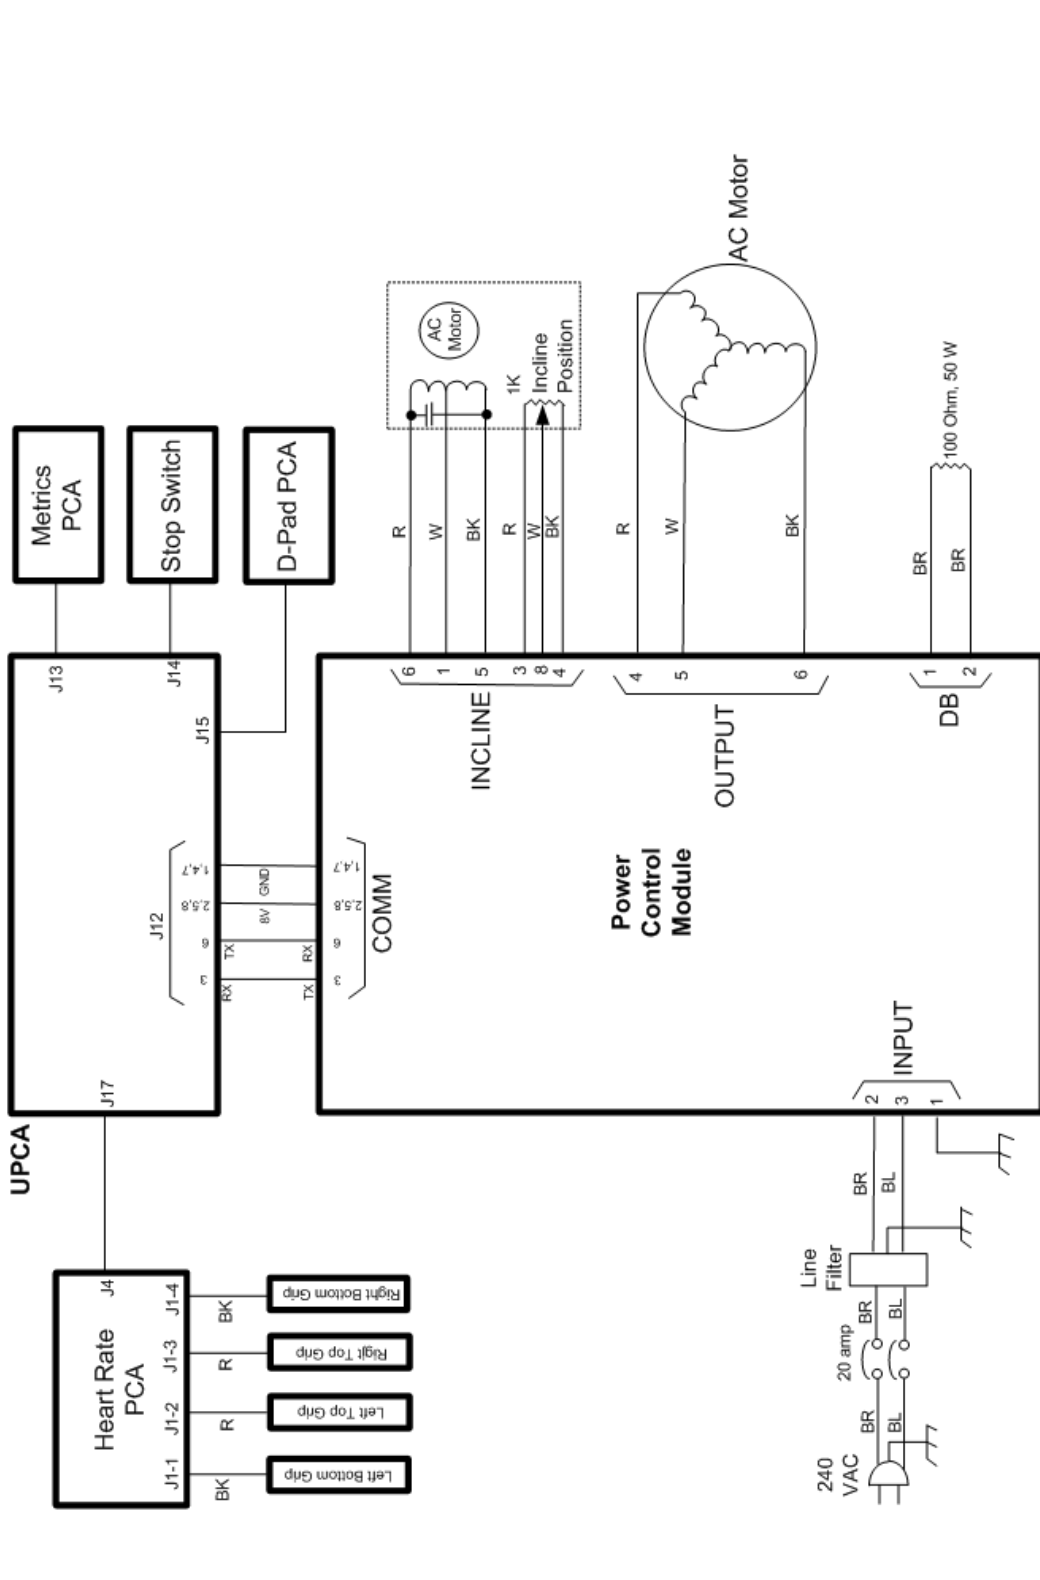 UPCA
Heart Rate
PCA
J4
J1-1
J1-2
J1-3
J1-4
BK
R
R
BK
Left Bottom Grip
Left Top Grip
Right Top Grip
Right Bottom Grip
J17
J12
3
6
2,5,8
1,4,7
J15
J13
J14
Metrics
PCA
Stop Switch
D-Pad PCA
RX
TX
TX
RX
8V
GND
3
6
2,5,8
1,4,7
COMM
Power
Control
Module
INCLINE
6
1
5
3
8
4
R
W
BK
R
W
BK
AC
Motor
1K
Incline
Position
OUTPUT
4
5
6
R
W
BK
AC Motor
DB
1
2
BR
BR
100 Ohm, 50 W
INPUT
2
3
1
BR
BL
Line
Filter
BR
BL
20 amp
BR
BL
240
VAC